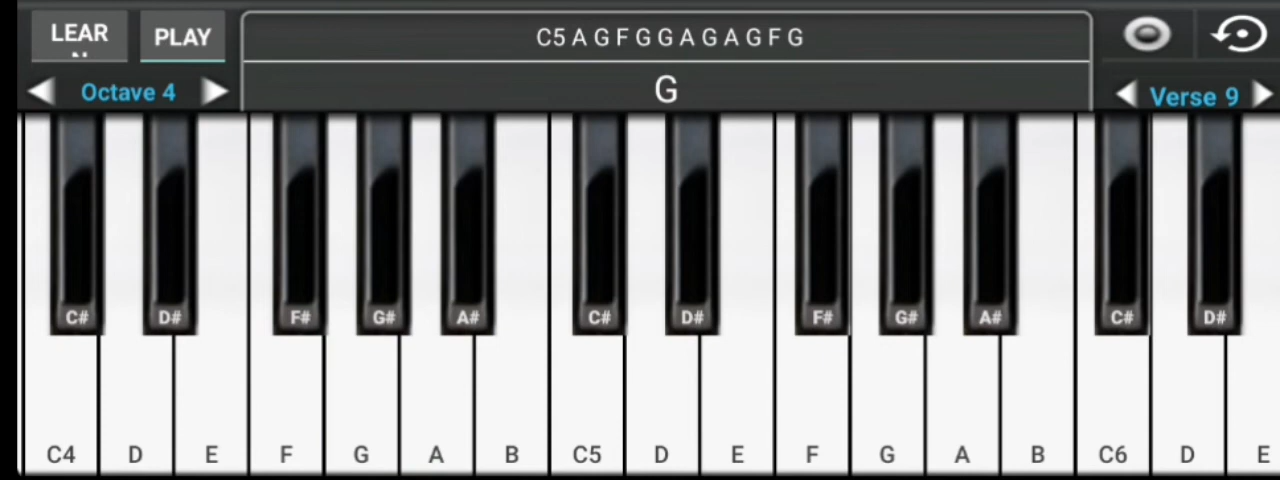 LEAR
PLAY
C5 A G F G G A G A G F G
Octave 4
G
Verse 9
C# D# F# G# A# C# D# F# G# A# C# D#
C4 D E F G A B C5 D E F G A B C6 D E